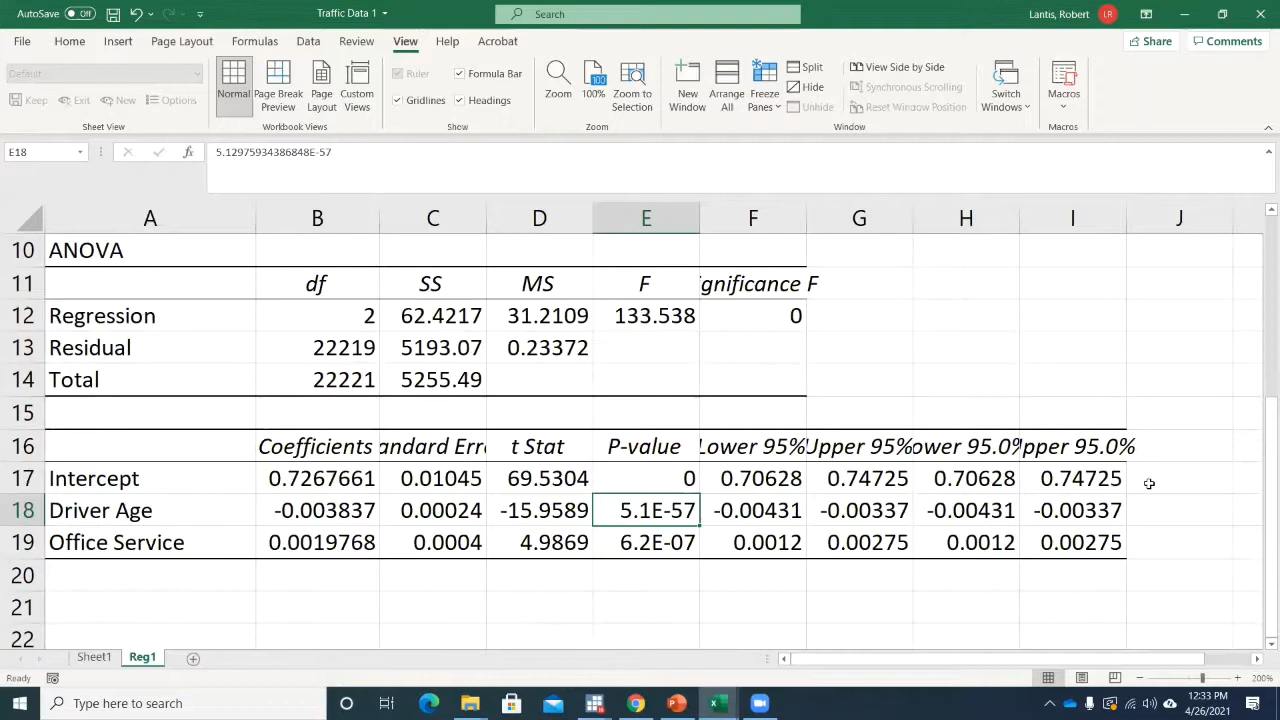 AutoSave Off Traffic Data 1 Search Lantis, Robert LR
File Home Insert Page Layout Formulas Data Review View Help Acrobat Share Comments
Default
Keep Exit New Options
Sheet View
Normal Page Break Preview Page Layout Custom Views
Workbook Views
Ruler Formula Bar
Gridlines Headings
Show
Zoom 100% Zoom to Selection
Zoom
New Window Arrange All Freeze Panes
Split
Hide
Unhide
View Side by Side
Synchronous Scrolling
Reset Window Position
Switch Windows
Window
Macros
Macros
E18 fx 5.12975934386848E-57
A B C D E F G H I J
10 ANOVA
11 df SS MS F gnificance F
12 Regression 2 62.4217 31.2109 133.538 0
13 Residual 22219 5193.07 0.23372
14 Total 22221 5255.49
15
16 Coefficients andard Erro t Stat P-value Lower 95% Upper 95% ower 95.0% pper 95.0%
17 Intercept 0.7267661 0.01045 69.5304 0 0.70628 0.74725 0.70628 0.74725
18 Driver Age -0.003837 0.00024 -15.9589 5.1E-57 -0.00431 -0.00337 -0.00431 -0.00337
19 Office Service 0.0019768 0.0004 4.9869 6.2E-07 0.0012 0.00275 0.0012 0.00275
20
21
22
Sheet1 Reg1
Ready 200%
Type here to search 12:33 PM
4/26/2021